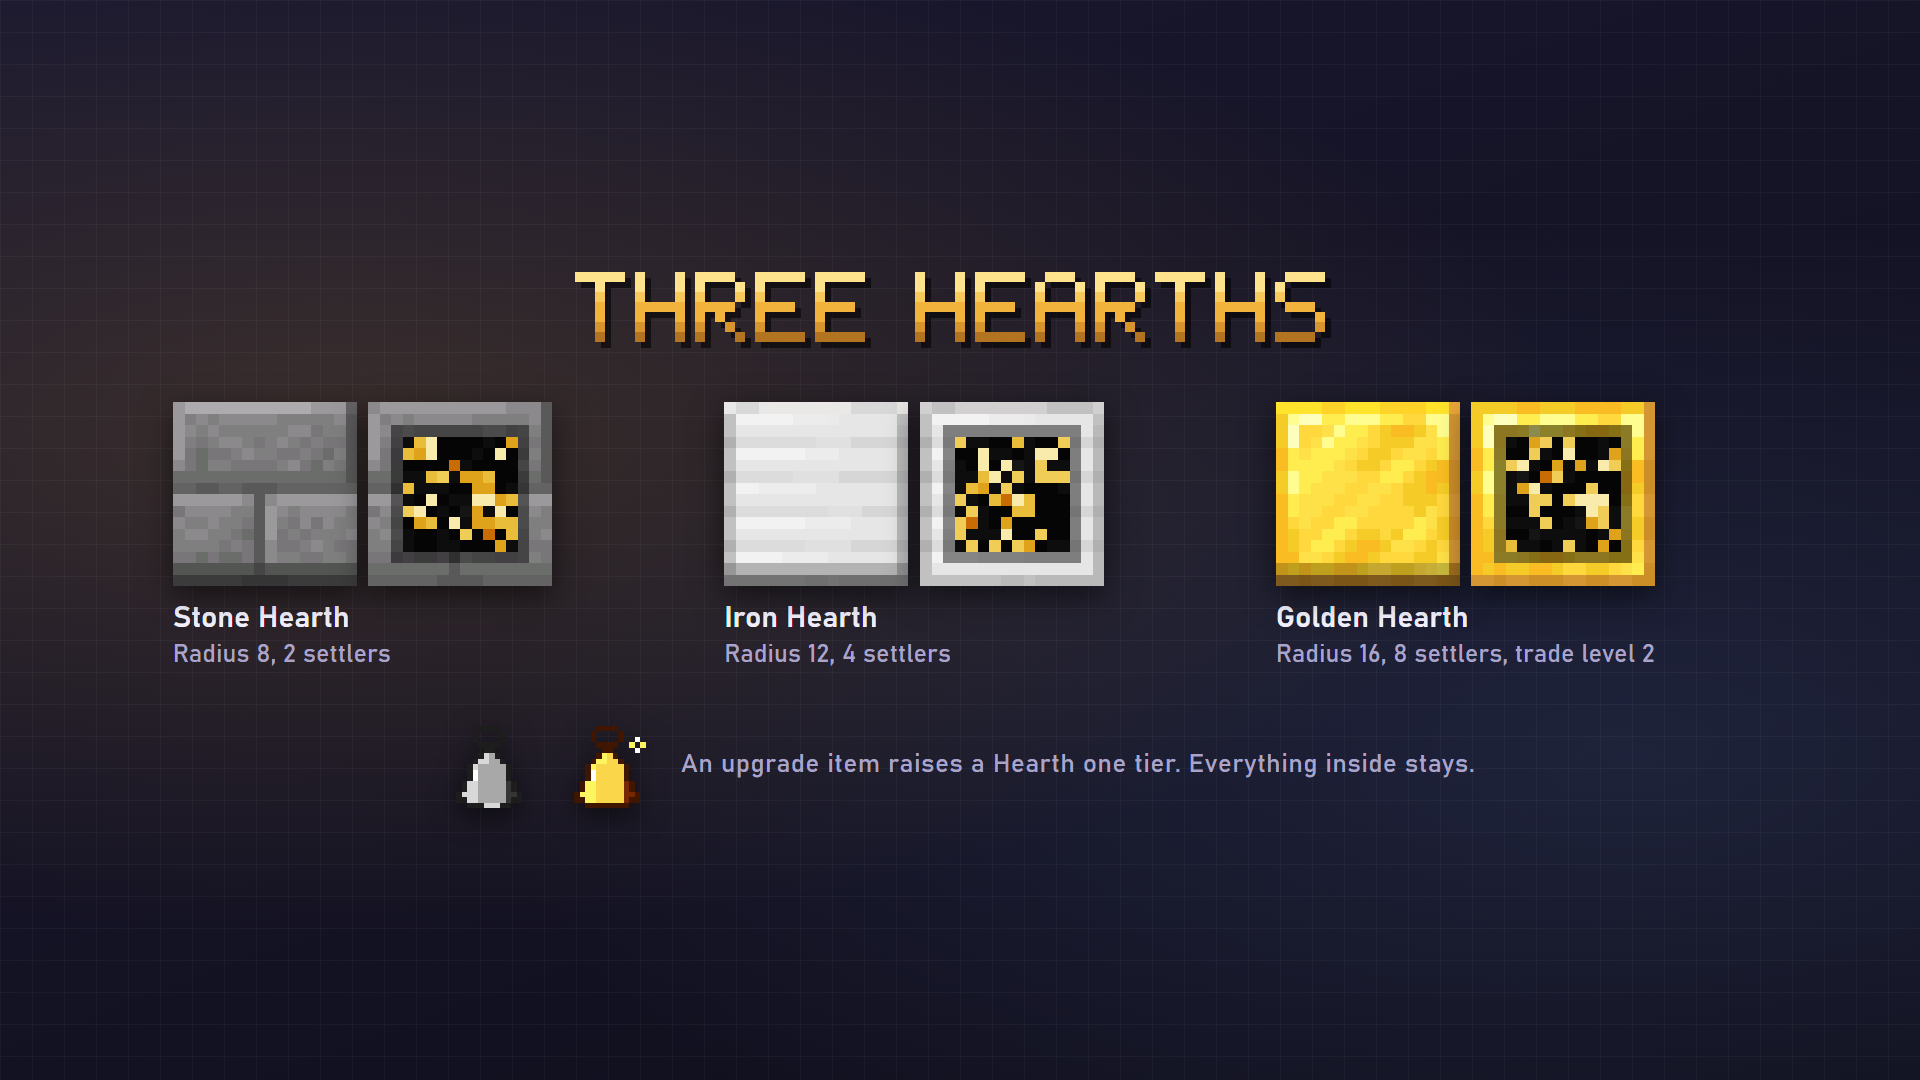 THREE HEARTHS
Stone Hearth
Radius 8, 2 settlers
Iron Hearth
Radius 12, 4 settlers
Golden Hearth
Radius 16, 8 settlers, trade level 2
An upgrade item raises a Hearth one tier. Everything inside stays.